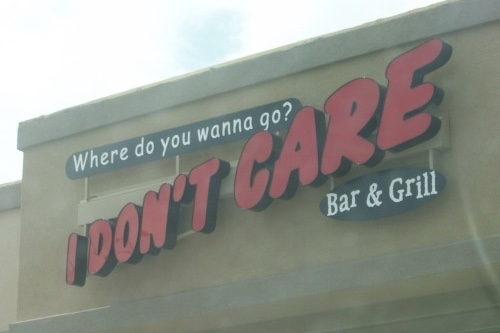 Where do you wanna go?
I DON'T CARE
Bar & Grill